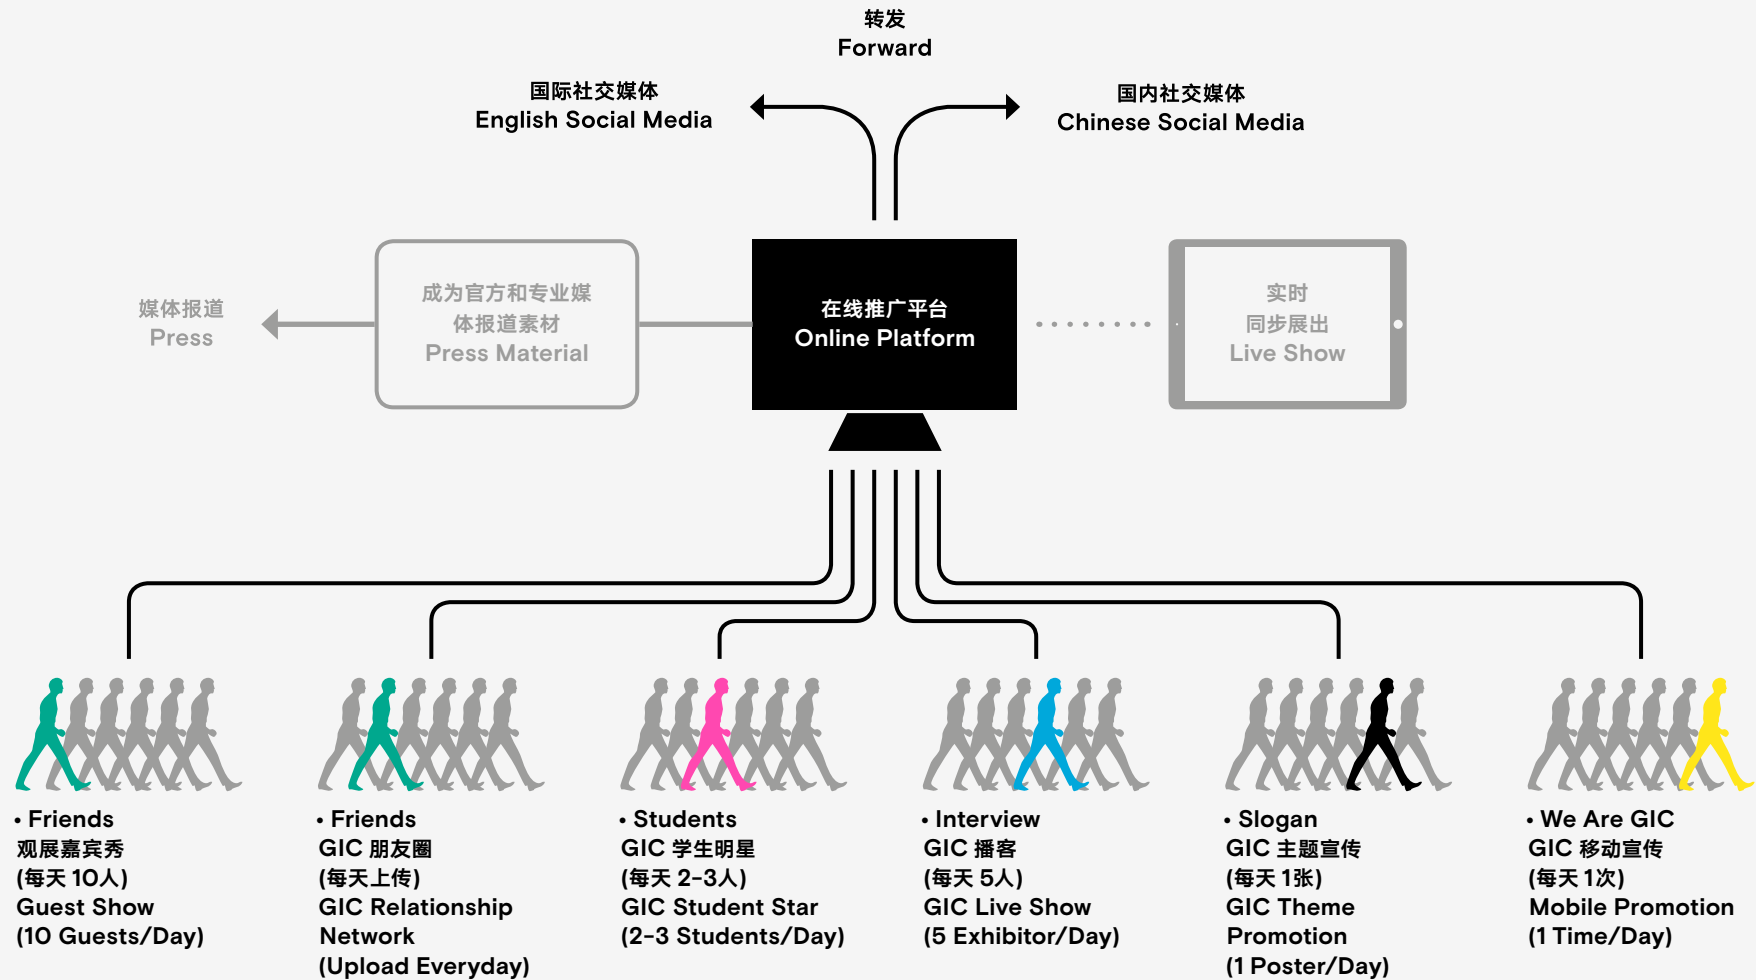 转发
Forward
国际社交媒体
English Social Media
国内社交媒体
Chinese Social Media
媒体报道
Press
成为官方和专业媒
体报道素材
Press Material
在线推广平台
Online Platform
实时
同步展出
Live Show
• Friends
观展嘉宾秀
(每天 10人)
Guest Show
(10 Guests/Day)
• Friends
GIC 朋友圈
(每天上传)
GIC Relationship
Network
(Upload Everyday)
• Students
GIC 学生明星
(每天 2-3人)
GIC Student Star
(2-3 Students/Day)
• Interview
GIC 播客
(每天 5人)
GIC Live Show
(5 Exhibitor/Day)
• Slogan
GIC 主题宣传
(每天 1张)
GIC Theme
Promotion
(1 Poster/Day)
• We Are GIC
GIC 移动宣传
(每天 1次)
Mobile Promotion
(1 Time/Day)